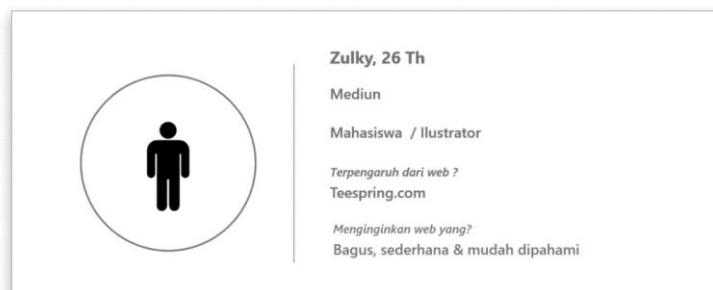 Zulky, 26 Th
Mediun
Mahasiswa / Ilustrator
Terpengaruh dari web ?
Teespring.com
Menginginkan web yang?
Bagus, sederhana & mudah dipahami